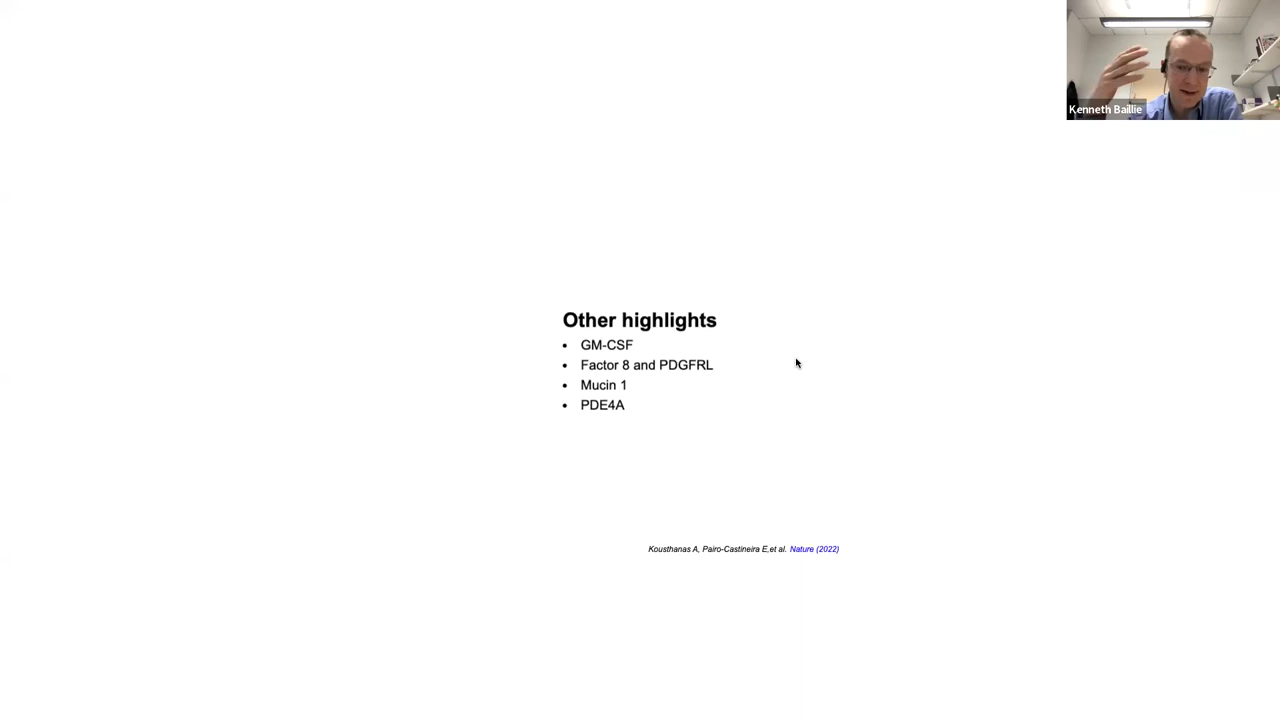 Kenneth Baillie
Other highlights
• GM-CSF
• Factor 8 and PDGFRL
• Mucin 1
• PDE4A
Kousthanas A, Pairo-Castineira E,et al. Nature (2022)